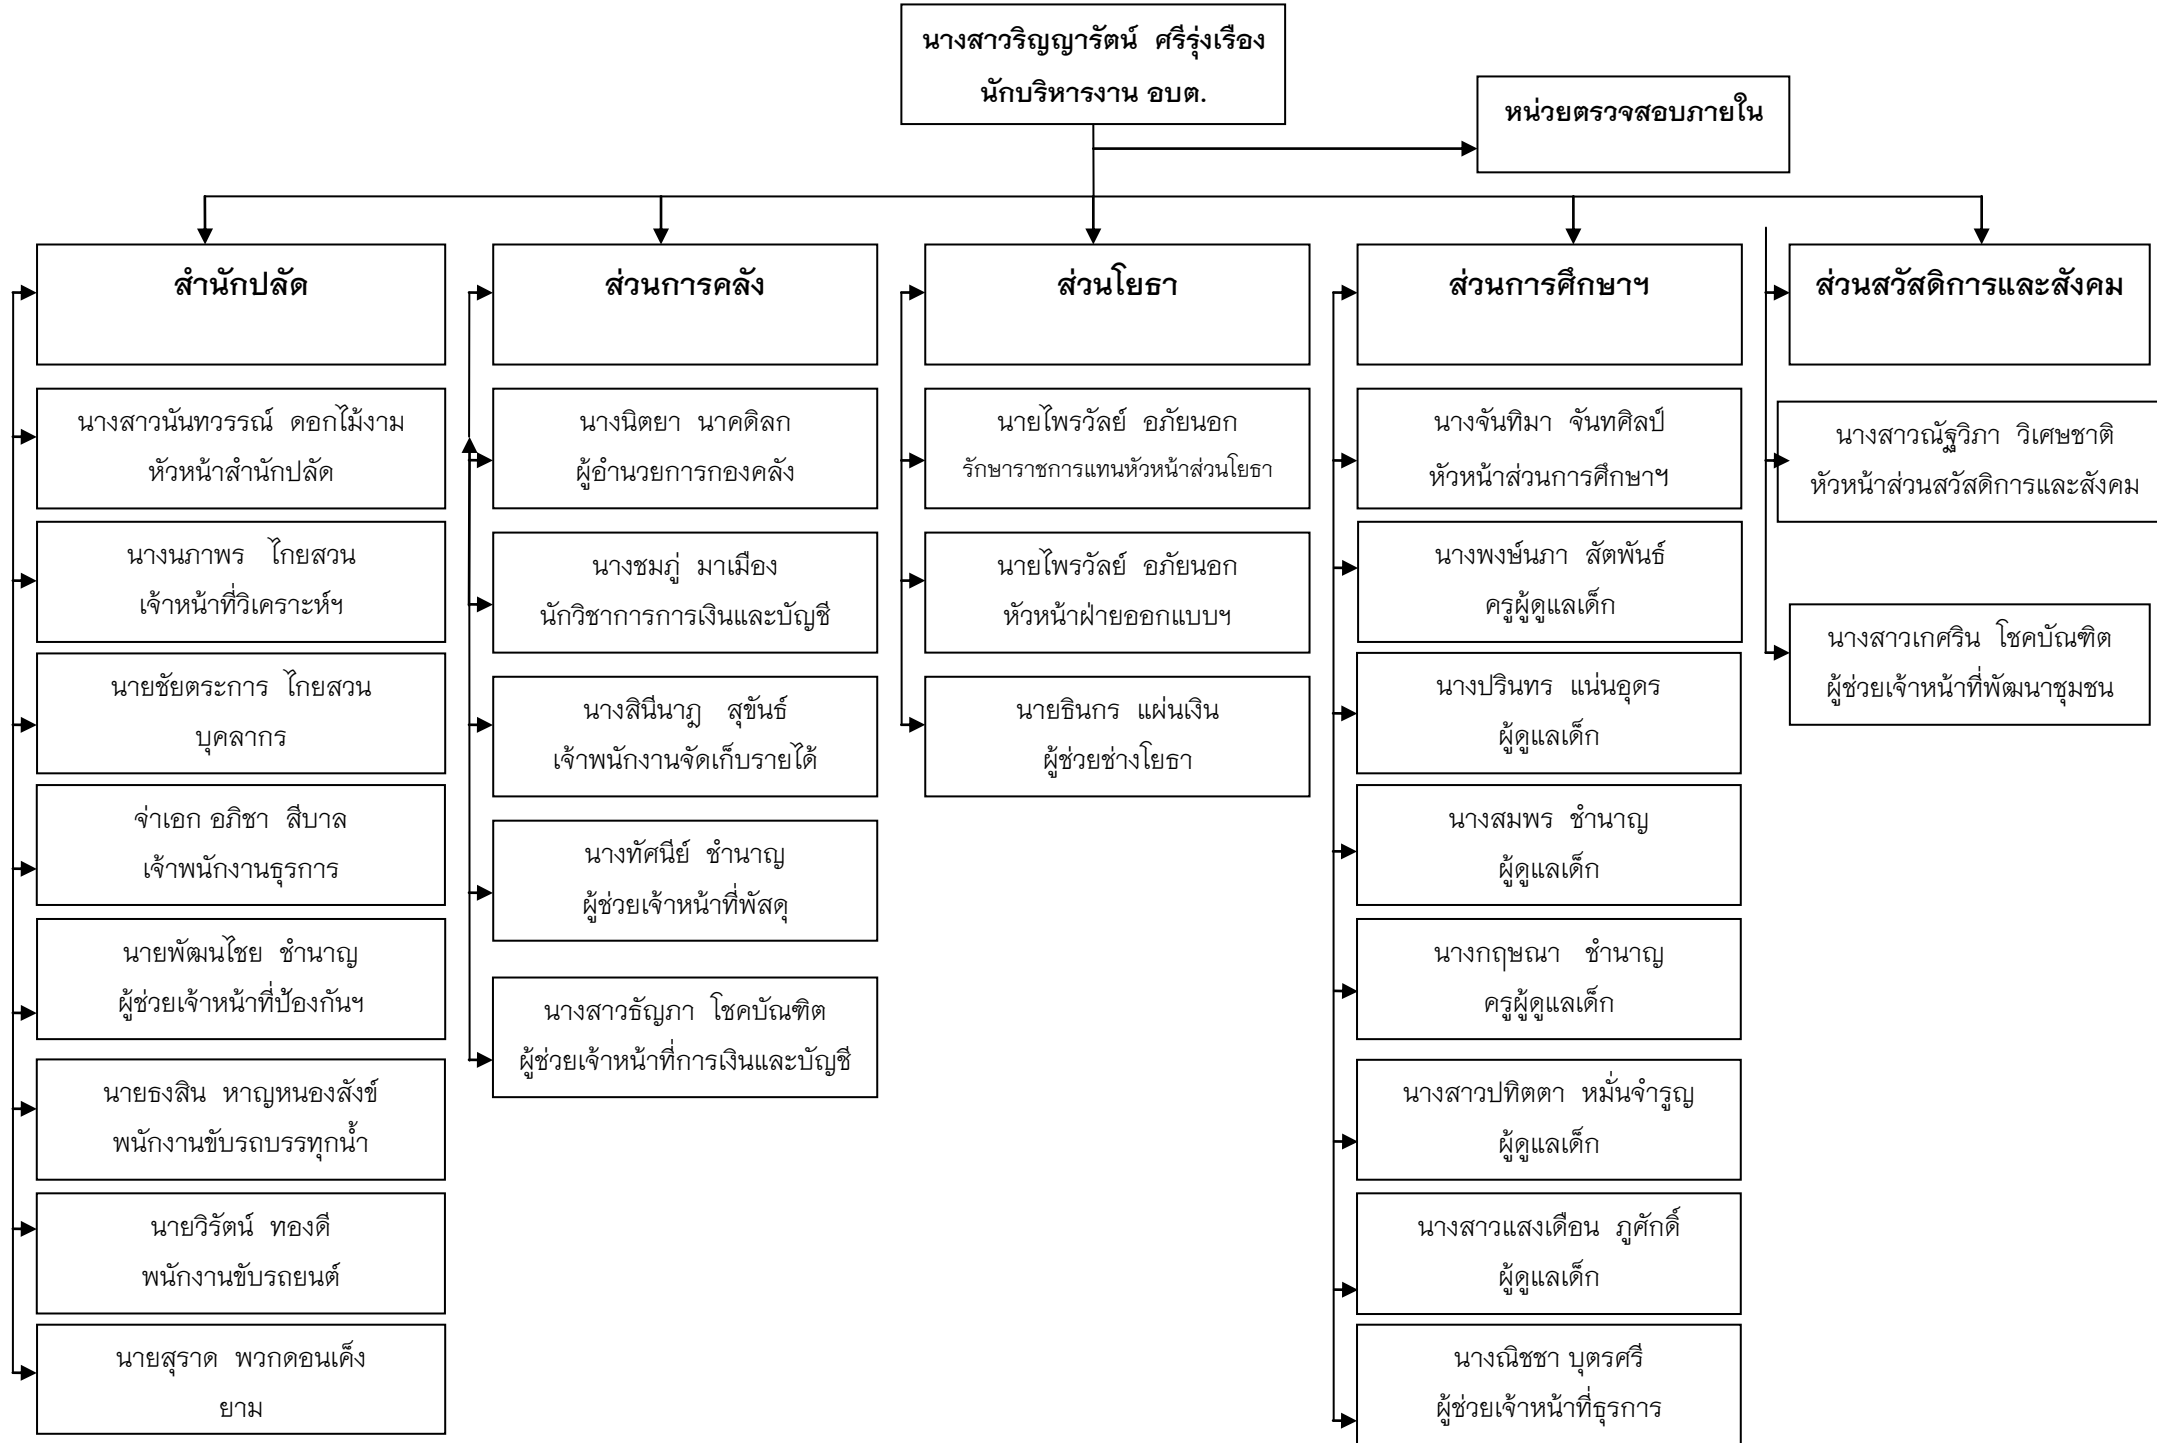 นางสาวริญญารัตน์ ศรีรุ่งเรือง
นักบริหารงาน อบต.
หน่วยตรวจสอบภายใน
สำนักปลัด
นางสาวนันทวรรณ์ ดอกไม้งาม
หัวหน้าสำนักปลัด
นางนภาพร ไกยสวน
เจ้าหน้าที่วิเคราะห์ฯ
นายชัยตระการ ไกยสวน
บุคลากร
จ่าเอก อภิชา สีบาล
เจ้าพนักงานธุรการ
นายพัฒนไชย ชำนาญ
ผู้ช่วยเจ้าหน้าที่ป้องกันฯ
นายธงสิน หาญหนองสังข์
พนักงานขับรถบรรทุกน้ำ
นายวิรัตน์ ทองดี
พนักงานขับรถยนต์
นายสุราด พวกดอนเค็ง
ยาม
ส่วนการคลัง
นางนิตยา นาคดิลก
ผู้อำนวยการกองคลัง
นางชมภู่ มาเมือง
นักวิชาการการเงินและบัญชี
นางสินีนาฎ สุขันธ์
เจ้าพนักงานจัดเก็บรายได้
นางทัศนีย์ ชำนาญ
ผู้ช่วยเจ้าหน้าที่พัสดุ
นางสาวธัญภา โชคบัณฑิต
ผู้ช่วยเจ้าหน้าที่การเงินและบัญชี
ส่วนโยธา
นายไพรวัลย์ อภัยนอก
รักษาราชการแทนหัวหน้าส่วนโยธา
นายไพรวัลย์ อภัยนอก
หัวหน้าฝ่ายออกแบบฯ
นายธินกร แผ่นเงิน
ผู้ช่วยช่างโยธา
ส่วนการศึกษาฯ
นางจันทิมา จันทศิลป์
หัวหน้าส่วนการศึกษาฯ
นางพงษ์นภา สัตพันธ์
ครูผู้ดูแลเด็ก
นางปรินทร แน่นอุดร
ผู้ดูแลเด็ก
นางสมพร ชำนาญ
ผู้ดูแลเด็ก
นางกฤษณา ชำนาญ
ครูผู้ดูแลเด็ก
นางสาวปทิตตา หมั่นจำรูญ
ผู้ดูแลเด็ก
นางสาวแสงเดือน ภูศักดิ์
ผู้ดูแลเด็ก
นางณิชชา บุตรศรี
ผู้ช่วยเจ้าหน้าที่ธุรการ
ส่วนสวัสดิการและสังคม
นางสาวณัฐวิภา วิเศษชาติ
หัวหน้าส่วนสวัสดิการและสังคม
นางสาวเกศริน โชคบัณฑิต
ผู้ช่วยเจ้าหน้าที่พัฒนาชุมชน